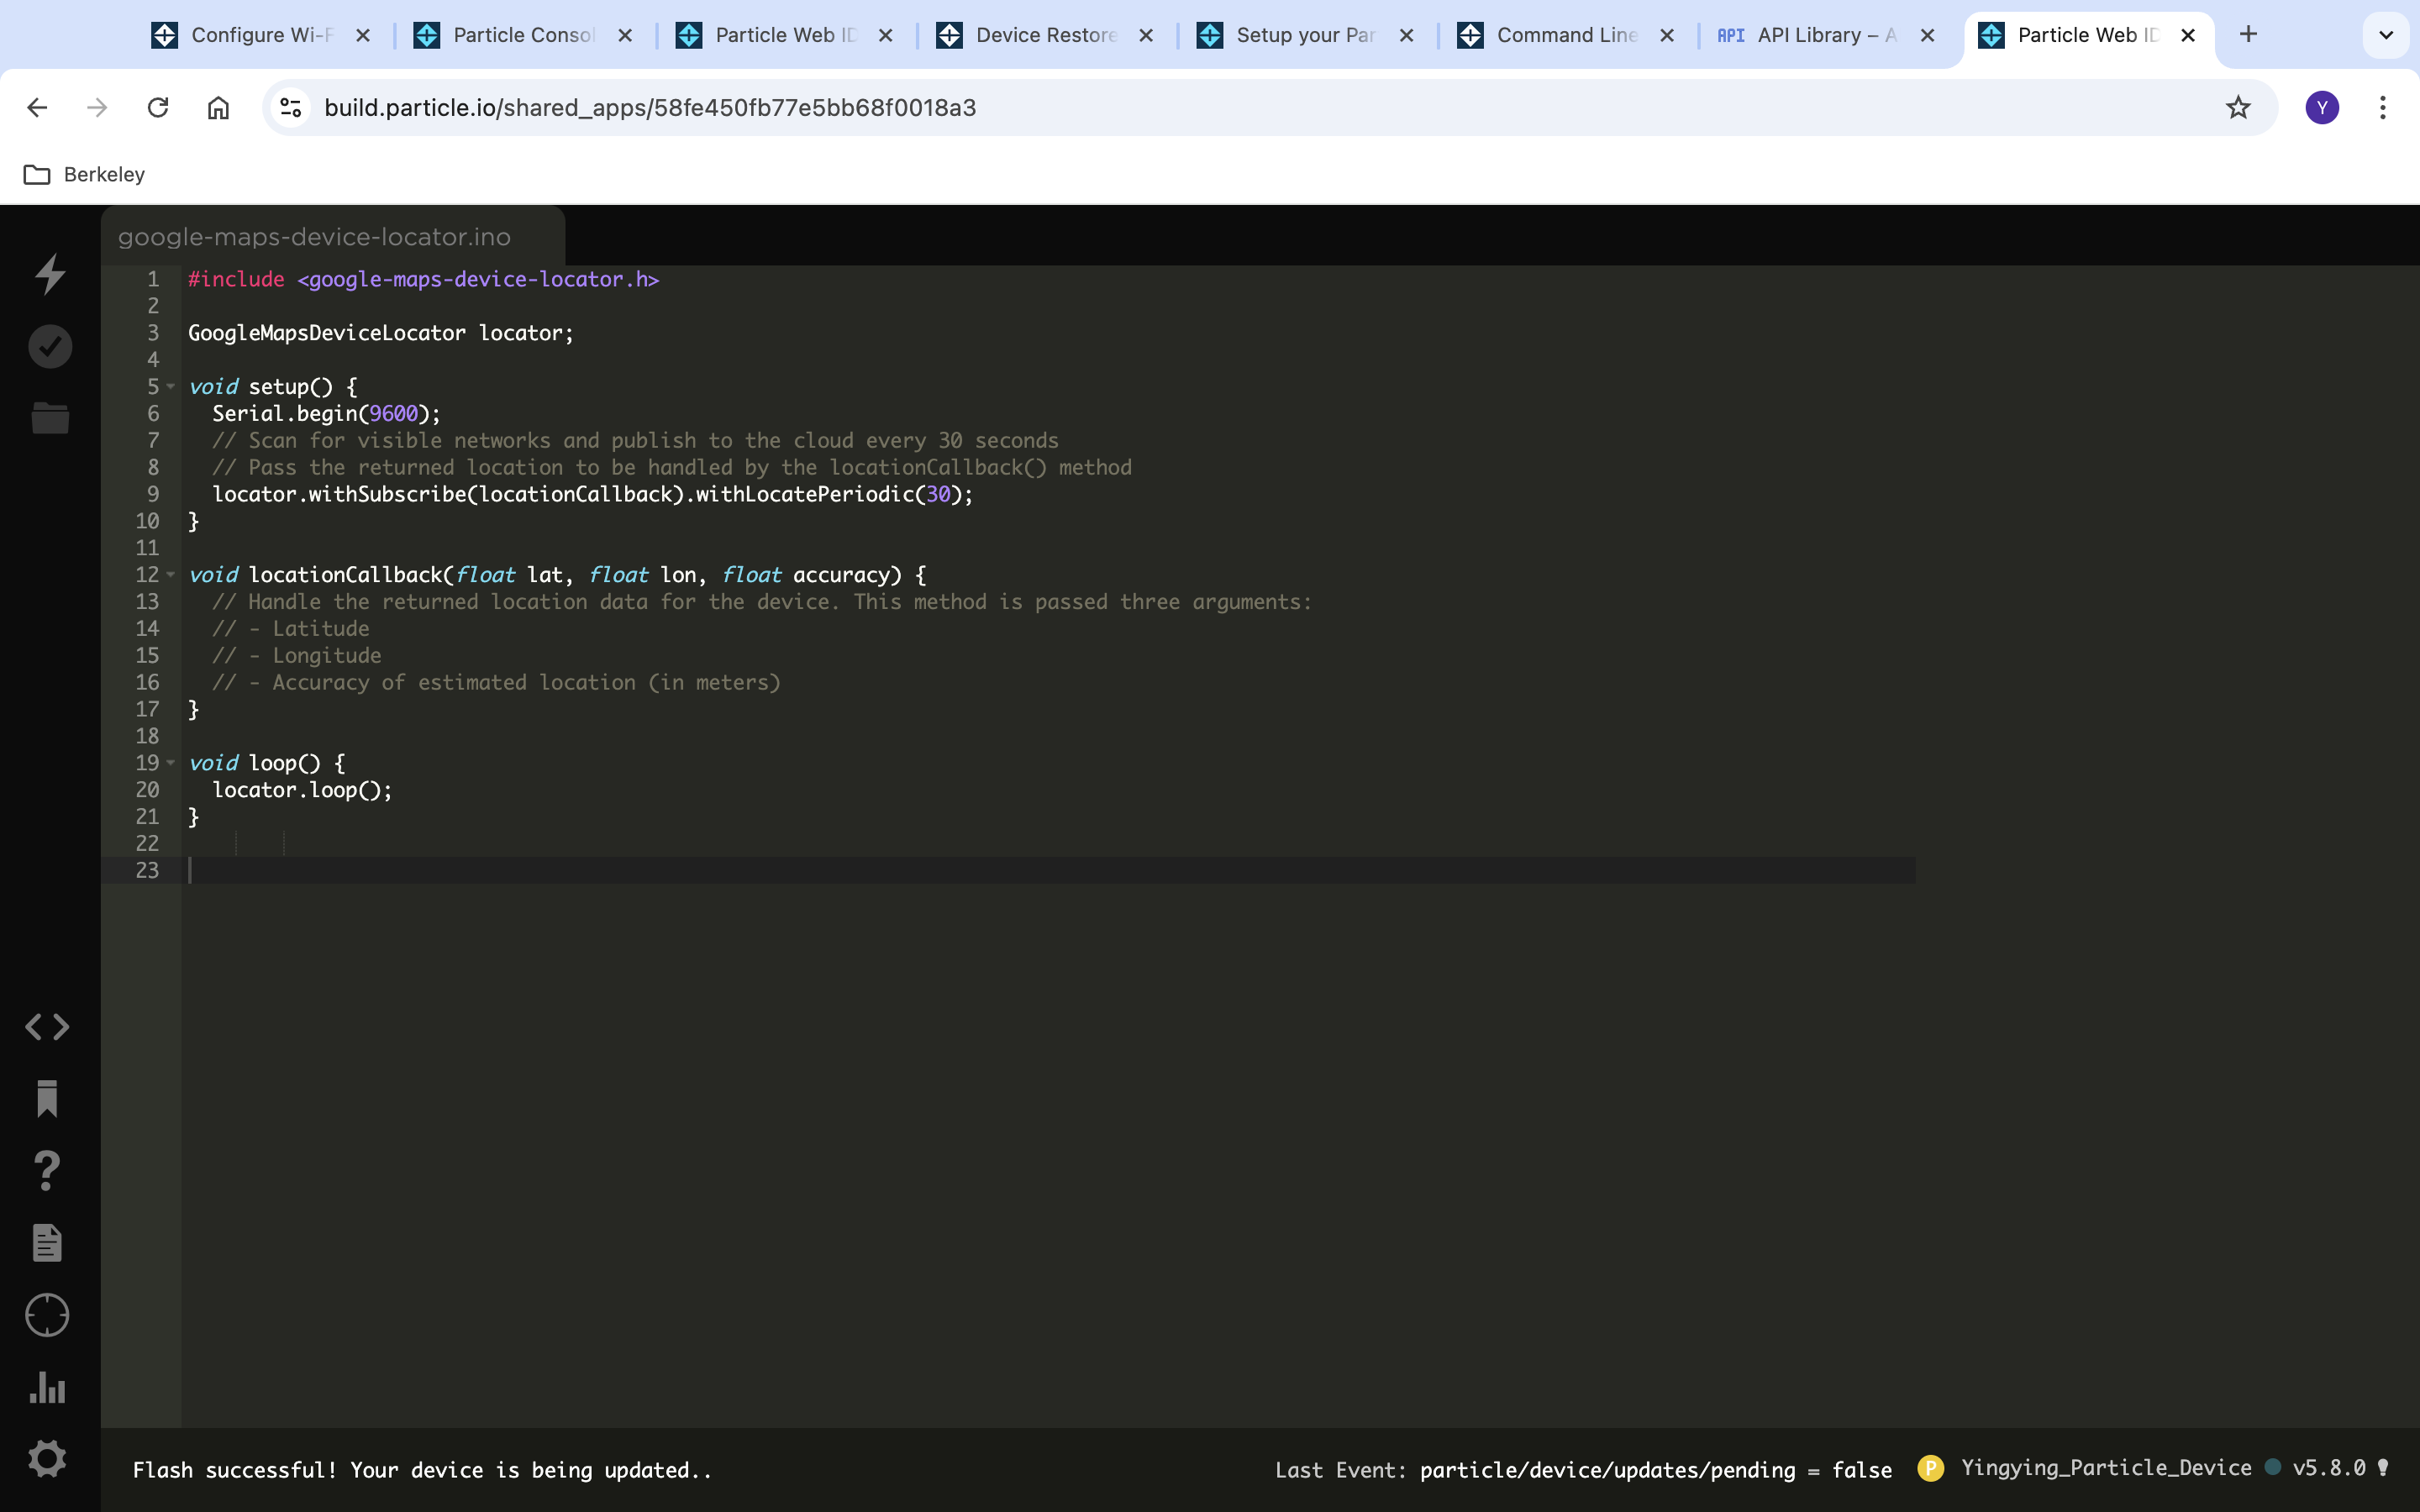 Configure Wi-F
Particle Consol
Particle Web ID
Device Restore
Setup your Par
Command Line
API API Library – A
Particle Web ID
build.particle.io/shared_apps/58fe450fb77e5bb68f0018a3
Y
Berkeley
google-maps-device-locator.ino
1 #include <google-maps-device-locator.h>
2
3 GoogleMapsDeviceLocator locator;
4
5 void setup() {
6   Serial.begin(9600);
7   // Scan for visible networks and publish to the cloud every 30 seconds
8   // Pass the returned location to be handled by the locationCallback() method
9   locator.withSubscribe(locationCallback).withLocatePeriodic(30);
10 }
11
12 void locationCallback(float lat, float lon, float accuracy) {
13   // Handle the returned location data for the device. This method is passed three arguments:
14   // - Latitude
15   // - Longitude
16   // - Accuracy of estimated location (in meters)
17 }
18
19 void loop() {
20   locator.loop();
21 }
22
23
Flash successful! Your device is being updated..
Last Event: particle/device/updates/pending = false
P Yingying_Particle_Device v5.8.0